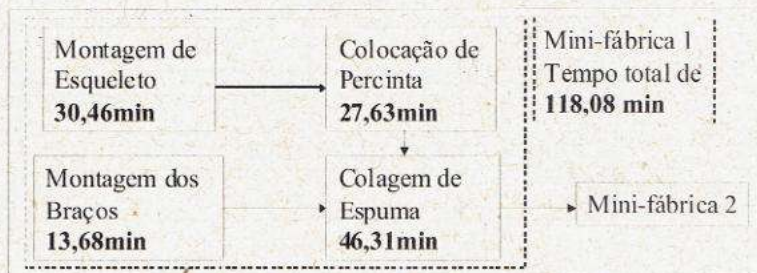 Montagem de
Esqueleto
30,46min
Colocação de
Percinta
27,63min
Mini-fábrica 1
Tempo total de
118,08 min
Montagem dos
Braços
13,68min
Colagem de
Espuma
46,31min
Mini-fábrica 2